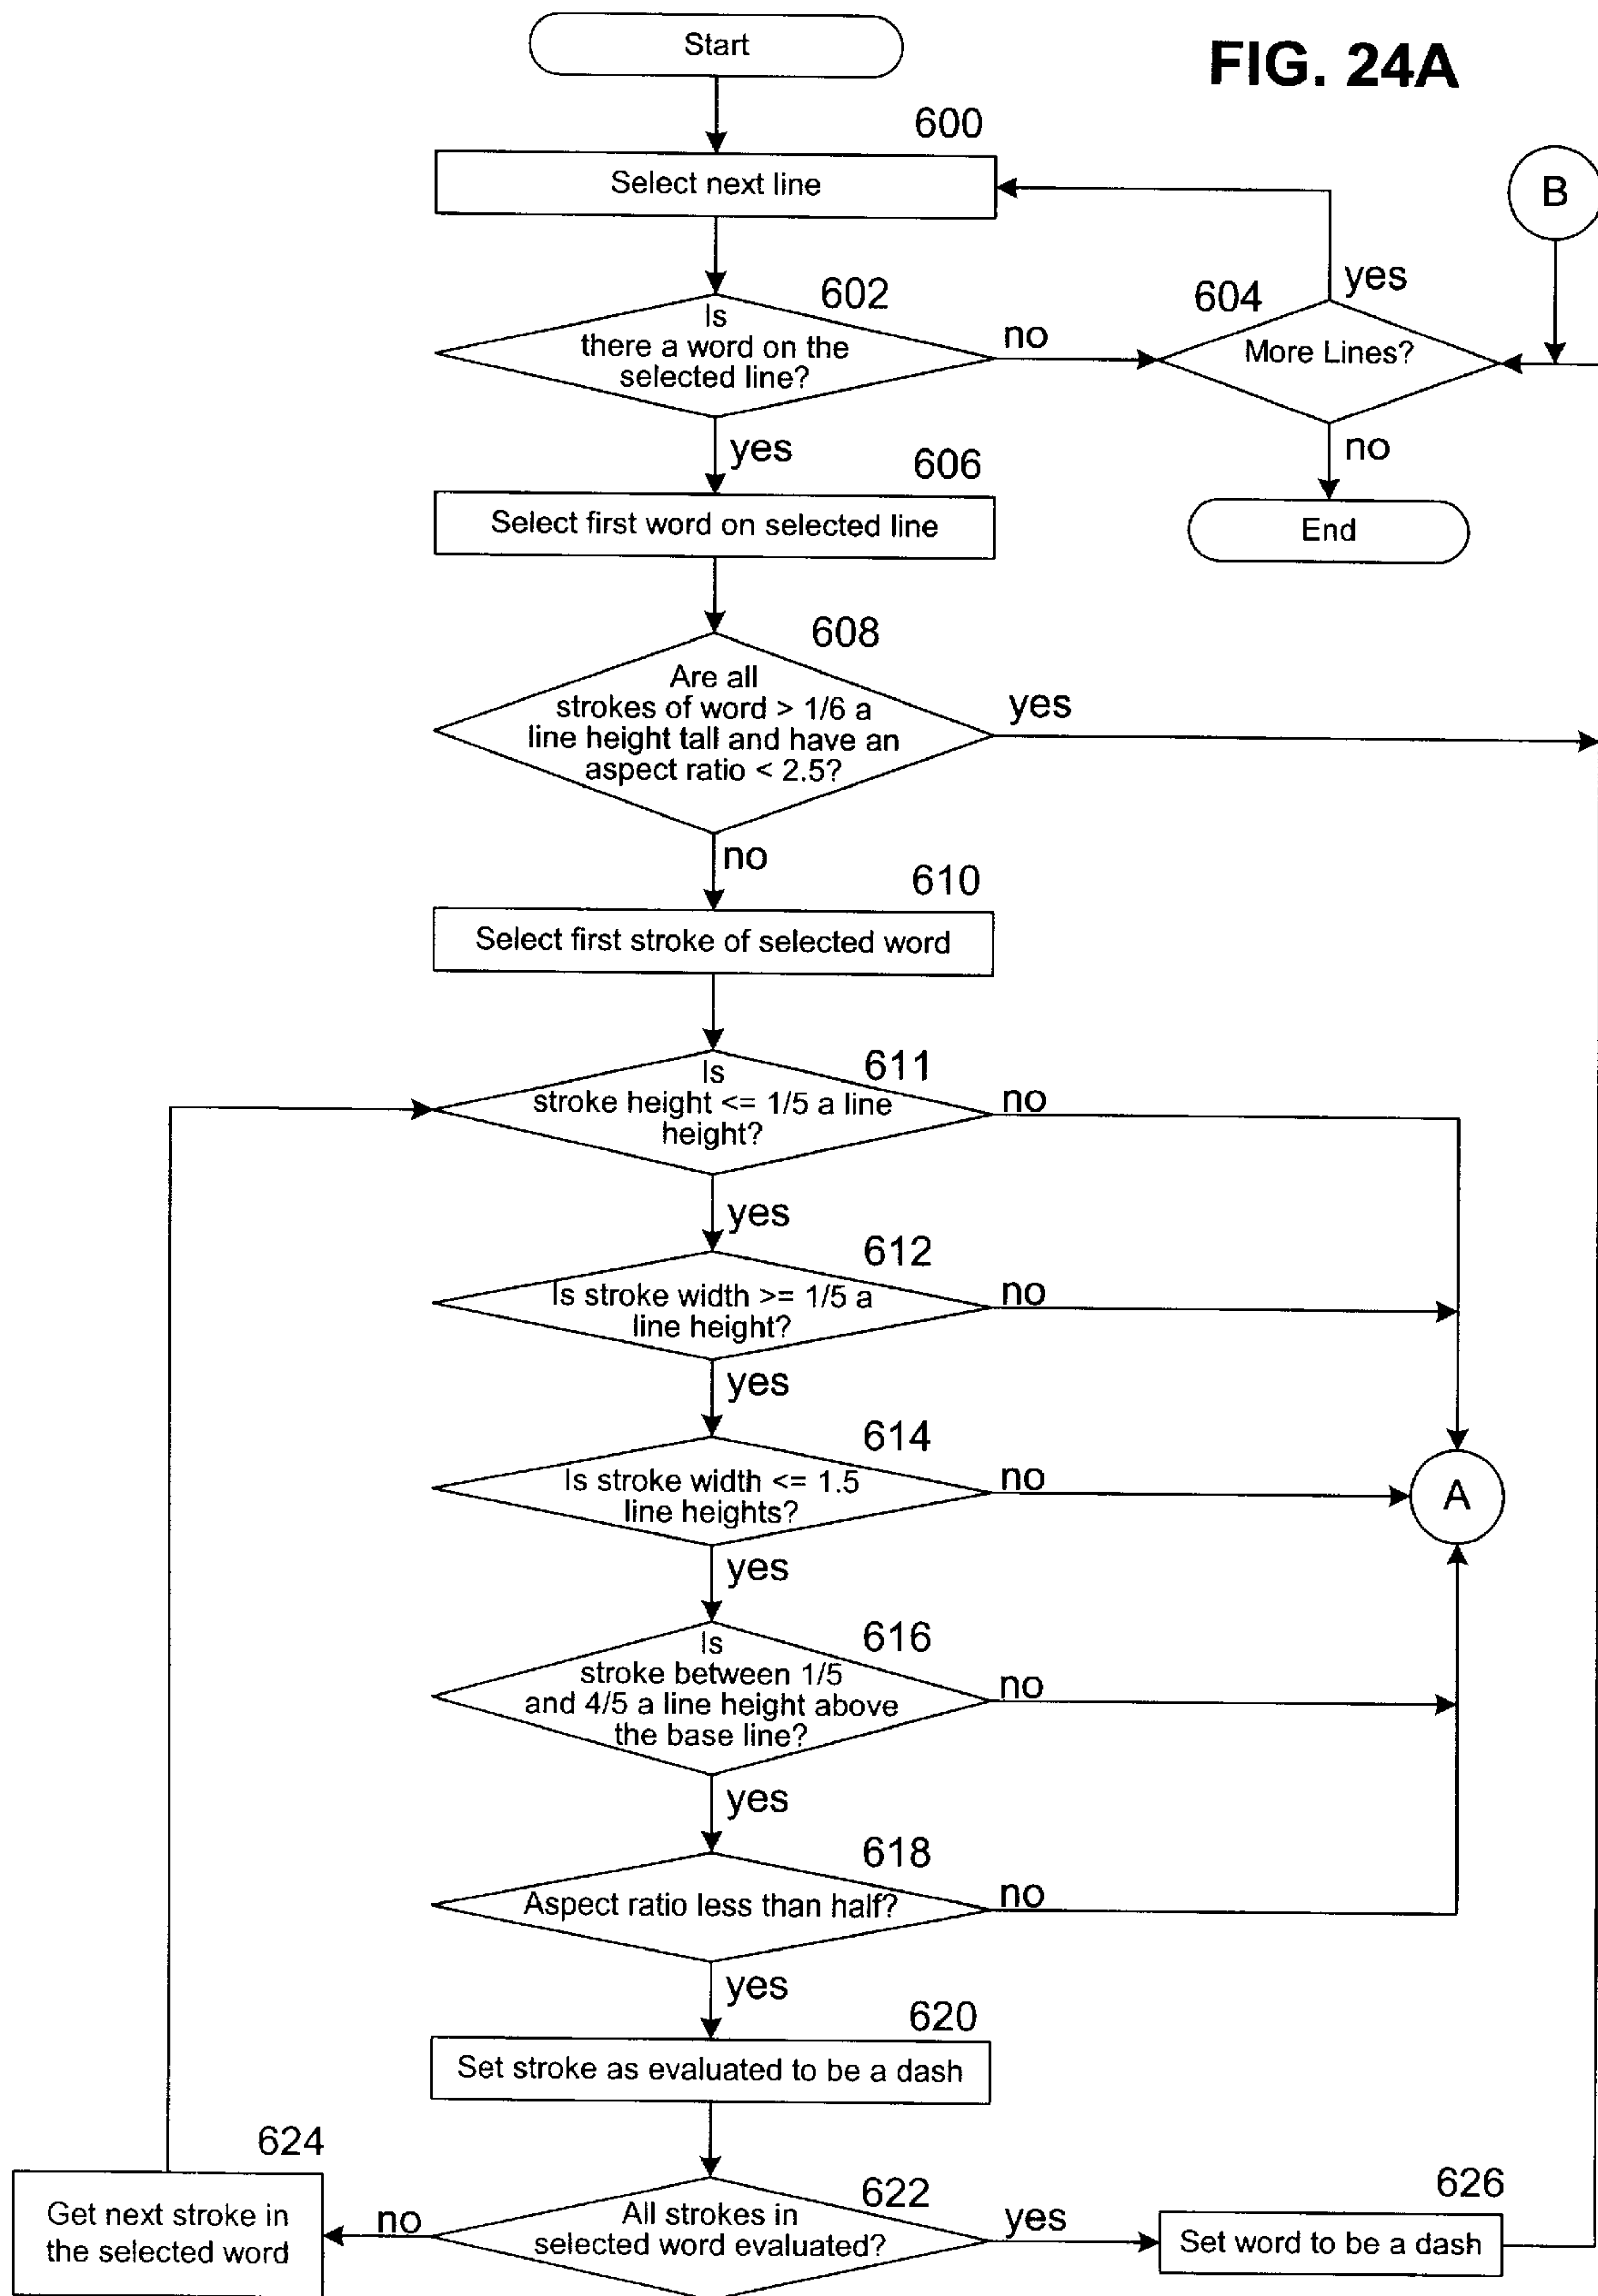 Start
FIG. 24A
600
Select next line
B
602
Is
there a word on the
selected line?
no
604
More Lines?
yes
no
End
yes
606
Select first word on selected line
608
Are all
strokes of word > 1/6 a
line height tall and have an
aspect ratio < 2.5?
yes
no
610
Select first stroke of selected word
611
Is
stroke height <= 1/5 a line
height?
no
yes
612
Is stroke width >= 1/5 a
line height?
no
yes
614
Is stroke width <= 1.5
line heights?
no
A
yes
616
Is
stroke between 1/5
and 4/5 a line height above
the base line?
no
yes
618
Aspect ratio less than half?
no
yes
620
Set stroke as evaluated to be a dash
624
Get next stroke in
the selected word
no
622
All strokes in
selected word evaluated?
yes
626
Set word to be a dash